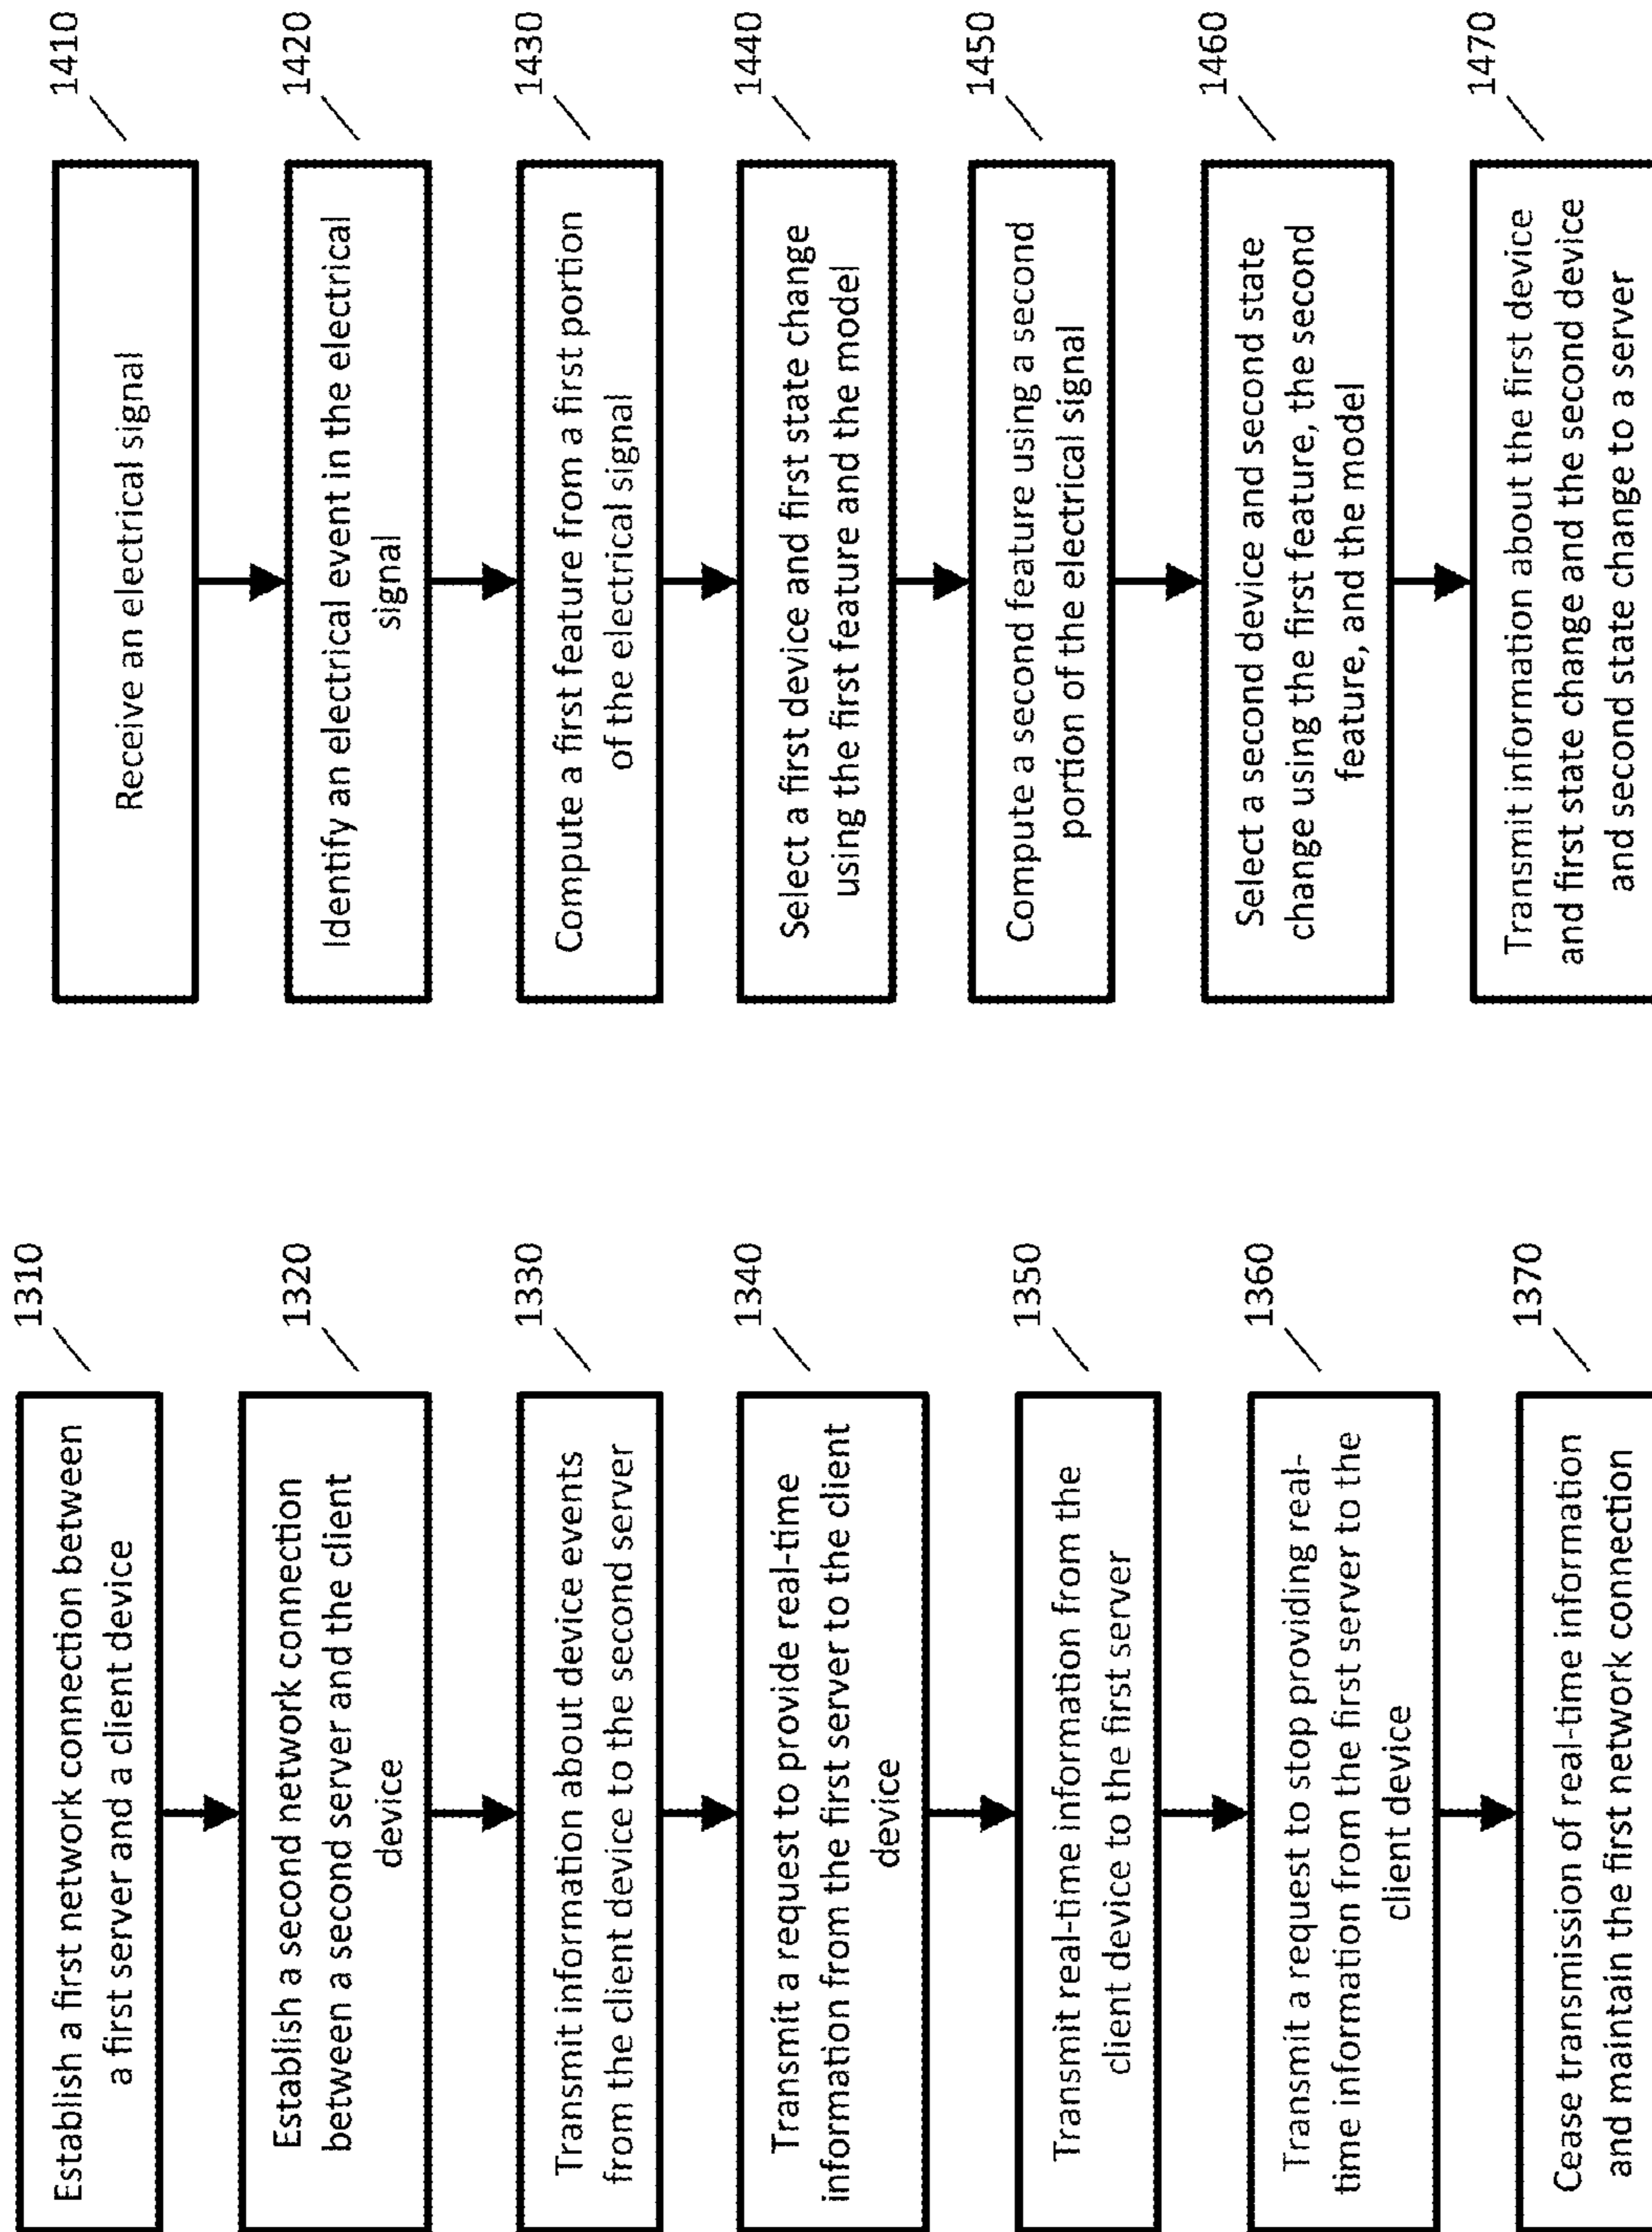 1310
Establish a first network connection between
a first server and a client device
1320
Establish a second network connection
between a second server and the client
device
1330
Transmit information about device events
from the client device to the second server
1340
Transmit a request to provide real-time
information from the first server to the client
device
1350
Transmit real-time information from the
client device to the first server
1360
Transmit a request to stop providing real-
time information from the first server to the
client device
1370
Cease transmission of real-time information
and maintain the first network connection
1410
Receive an electrical signal
1420
Identify an electrical event in the electrical
signal
1430
Compute a first feature from a first portion
of the electrical signal
1440
Select a first device and first state change
using the first feature and the model
1450
Compute a second feature using a second
portion of the electrical signal
1460
Select a second device and second state
change using the first feature, the second
feature, and the model
1470
Transmit information about the first device
and first state change and the second device
and second state change to a server